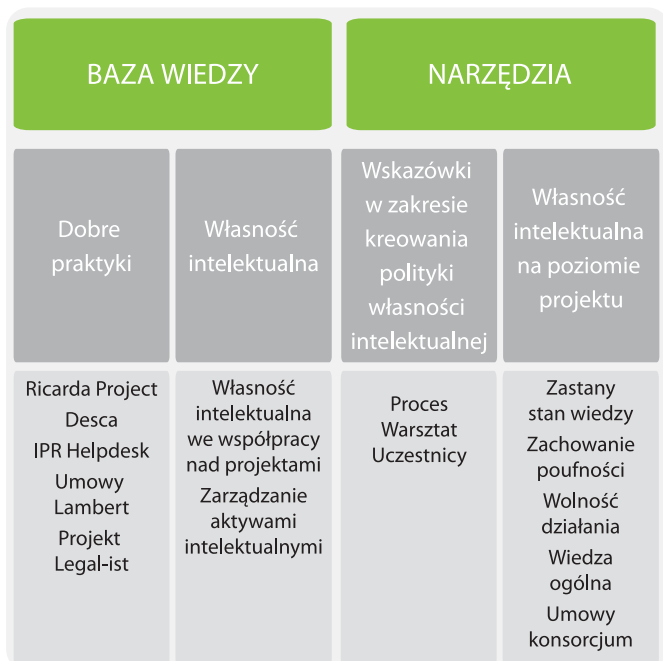 BAZA WIEDZY
NARZĘDZIA
Dobre
praktyki
Własność
intelektualna
Wskazówki
w zakresie
kreowania
polityki
własności
intelektualnej
Własność
intelektualna
na poziomie
projektu
Ricarda Project
Desca
IPR Helpdesk
Umowy
Lambert
Projekt
Legal-ist
Własność
intelektualna
we współpracy
nad projektami
Zarządzanie
aktywami
intelektualnymi
Proces
Warsztat
Uczestnicy
Zastany
stan wiedzy
Zachowanie
poufności
Wolność
działania
Wiedza
ogólna
Umowy
konsorcjum